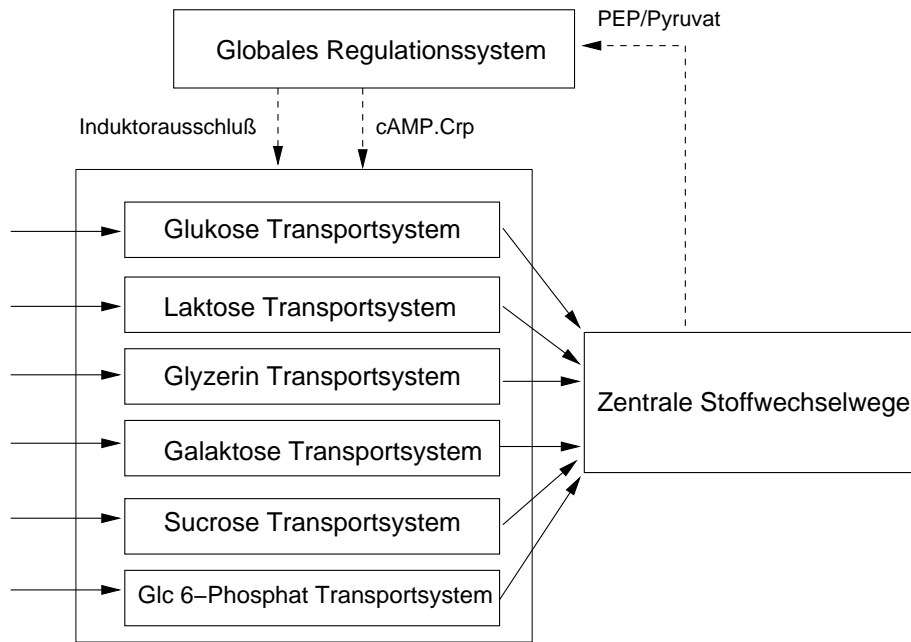 PEP/Pyruvat
Globales Regulationssystem
Induktorausschluß
cAMP.Crp
Glukose Transportsystem
Laktose Transportsystem
Glyzerin Transportsystem
Zentrale Stoffwechselwege
Galaktose Transportsystem
Sucrose Transportsystem
Glc 6−Phosphat Transportsystem